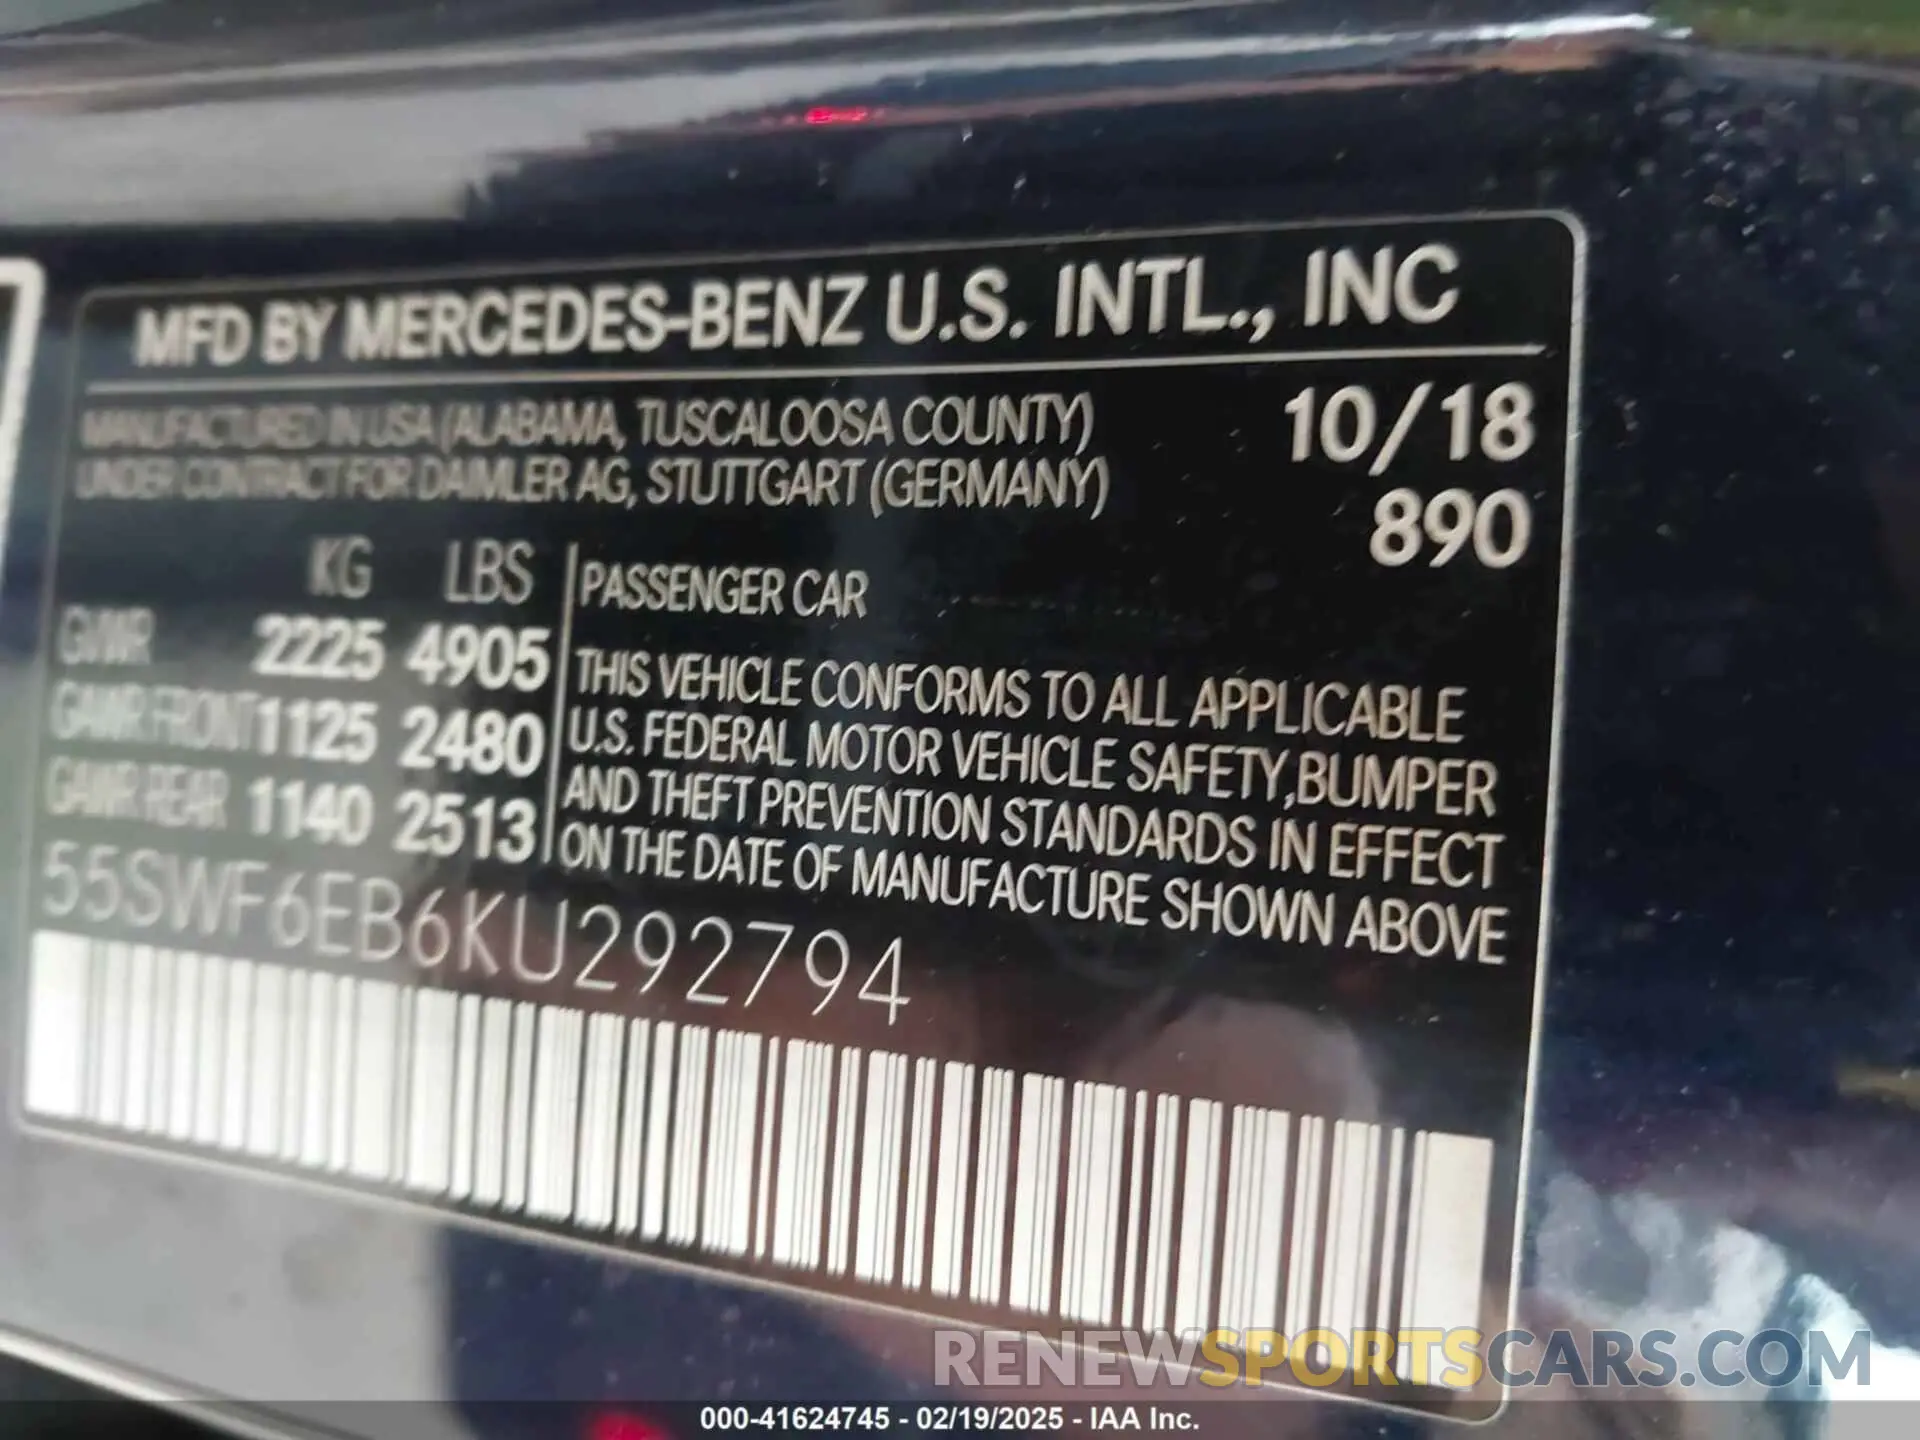 MFD BY MERCEDES-BENZ U.S. INTL., INC
MANUFACTURED IN USA (ALABAMA, TUSCALOOSA COUNTY) 10/18
UNDER CONTRACT FOR DAIMLER AG, STUTTGART (GERMANY) 890
KG LBS
GVWR 2225 4905
GAWR FRONT 1125 2480
GAWR REAR 1140 2513
PASSENGER CAR
THIS VEHICLE CONFORMS TO ALL APPLICABLE
U.S. FEDERAL MOTOR VEHICLE SAFETY,BUMPER
AND THEFT PREVENTION STANDARDS IN EFFECT
ON THE DATE OF MANUFACTURE SHOWN ABOVE
55SWF6EB6KU292794
RENEWSPORTSCARS.COM
000-41624745 - 02/19/2025 - IAA Inc.